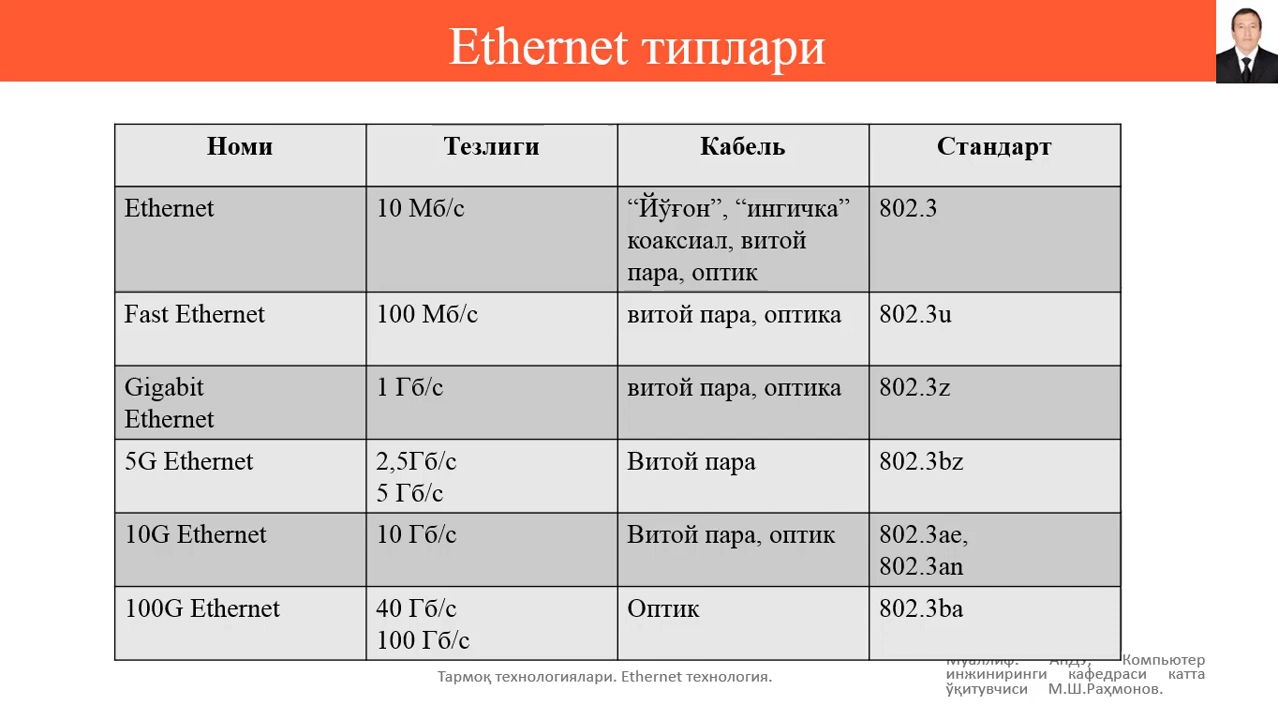 Ethernet типлари
Номи Тезлиги Кабель Стандарт
Ethernet 10 Мб/с “Йўғон”, “ингичка” 802.3
коаксиал, витой
пара, оптик
Fast Ethernet 100 Мб/с витой пара, оптика 802.3u
Gigabit 1 Гб/с витой пара, оптика 802.3z
Ethernet
5G Ethernet 2,5Гб/с Витой пара 802.3bz
5 Гб/с
10G Ethernet 10 Гб/с Витой пара, оптик 802.3ae,
802.3an
100G Ethernet 40 Гб/с Оптик 802.3ba
100 Гб/с
Муаллиф: АнДУ, Компьютер
инжиниринги кафедраси катта
ўқитувчиси М.Ш.Раҳмонов.
Тармоқ технологиялари. Ethernet технология.